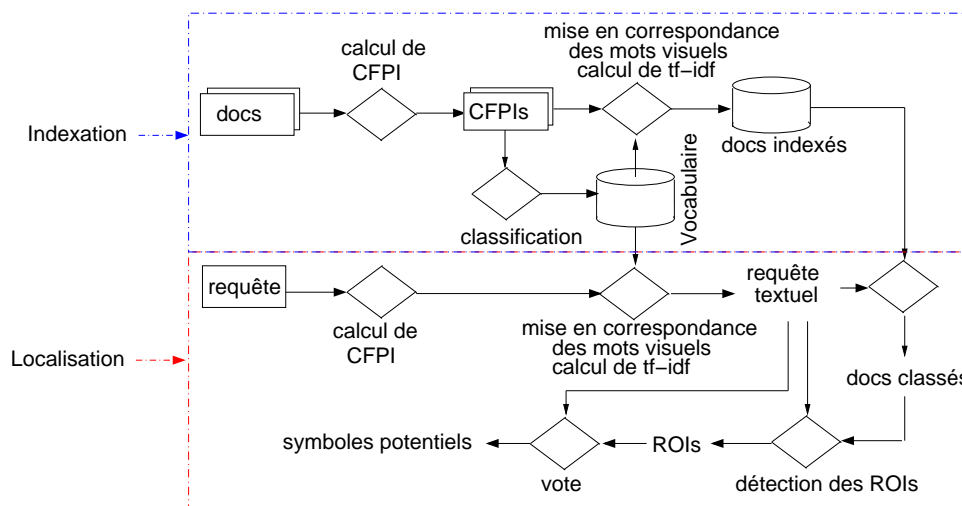 calcul de
CFPI
mise en correspondance
des mots visuels
calcul de tf−idf
docs
CFPIs
Indexation
docs indexés
Vocabulaire
classification
requête
requête
textuel
calcul de
CFPI
mise en correspondance
des mots visuels
calcul de tf−idf
Localisation
docs classés
symboles potentiels
ROIs
vote
détection des ROIs